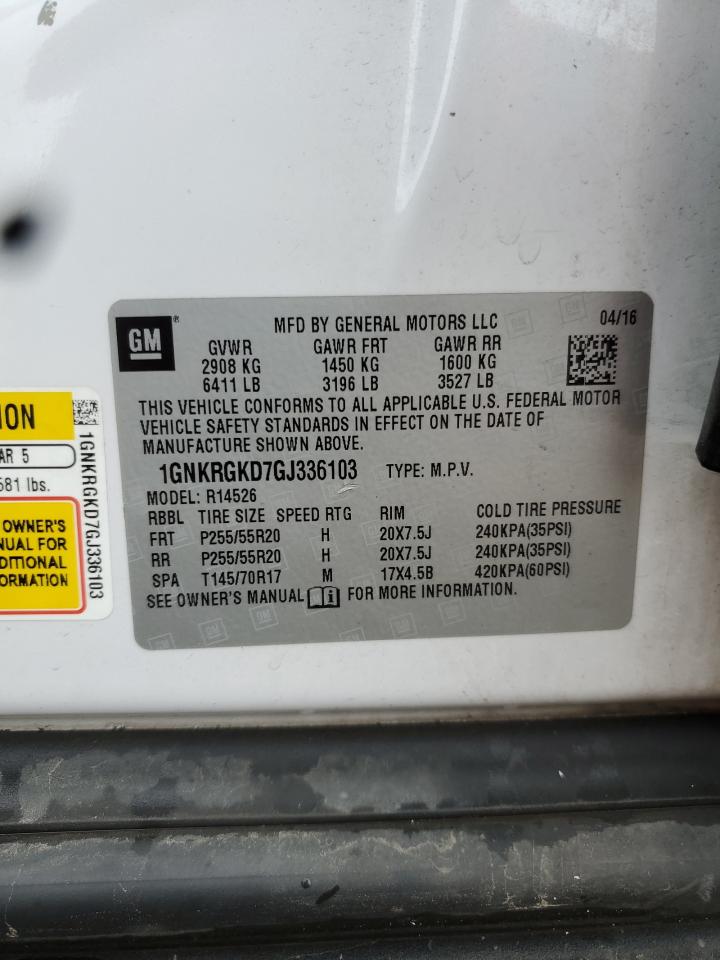 GM ®
MFD BY GENERAL MOTORS LLC 04/16
GVWR GAWR FRT GAWR RR
2908 KG 1450 KG 1600 KG
6411 LB 3196 LB 3527 LB
THIS VEHICLE CONFORMS TO ALL APPLICABLE U.S. FEDERAL MOTOR
VEHICLE SAFETY STANDARDS IN EFFECT ON THE DATE OF
MANUFACTURE SHOWN ABOVE.
1GNKRGKD7GJ336103 TYPE: M.P.V.
MODEL: R14526
RBBL TIRE SIZE SPEED RTG RIM COLD TIRE PRESSURE
FRT P255/55R20 H 20X7.5J 240KPA(35PSI)
RR P255/55R20 H 20X7.5J 240KPA(35PSI)
SPA T145/70R17 M 17X4.5B 420KPA(60PSI)
SEE OWNER'S MANUAL FOR MORE INFORMATION.
ION
AR 5
581 lbs.
OWNER'S
NUAL FOR
DITIONAL
ORMATION
1GNKRGKD7GJ336103